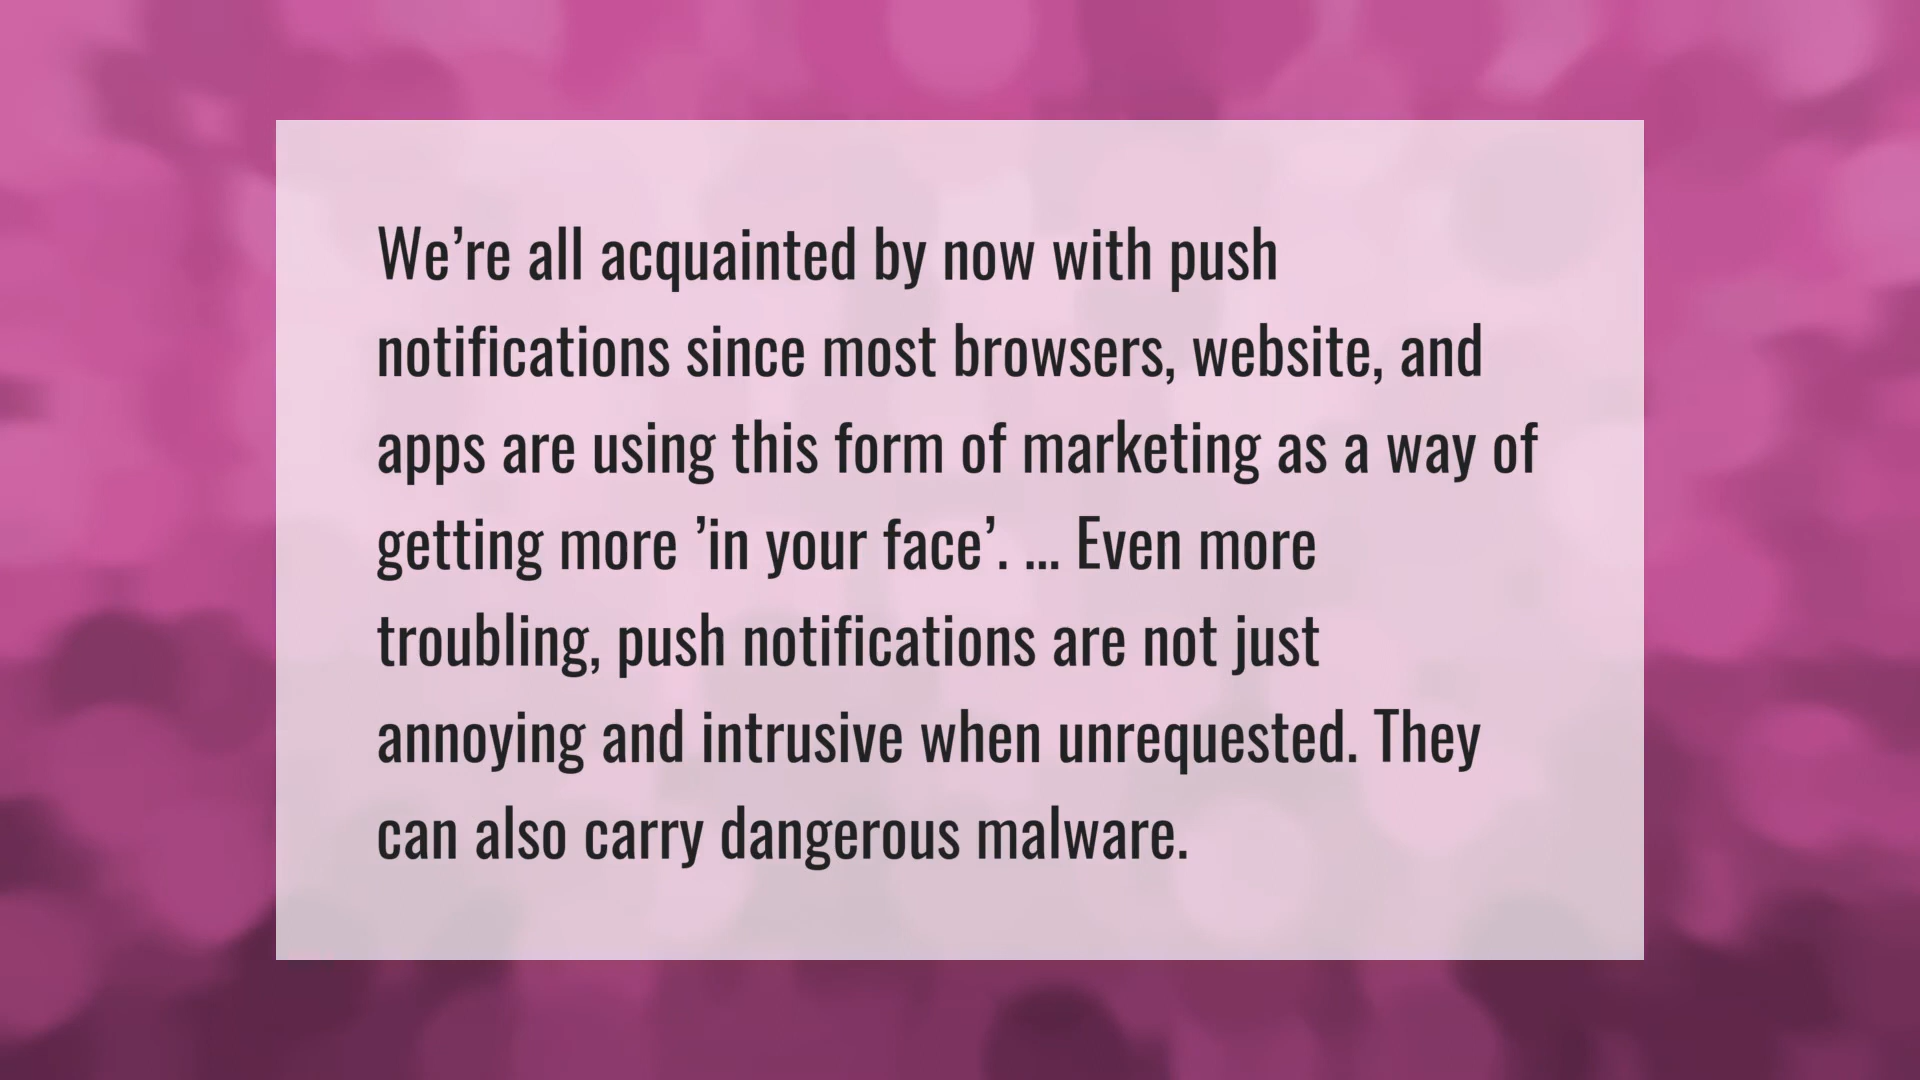 We’re all acquainted by now with push
notifications since most browsers, website, and
apps are using this form of marketing as a way of
getting more ’in your face’. ... Even more
troubling, push notifications are not just
annoying and intrusive when unrequested. They
can also carry dangerous malware.